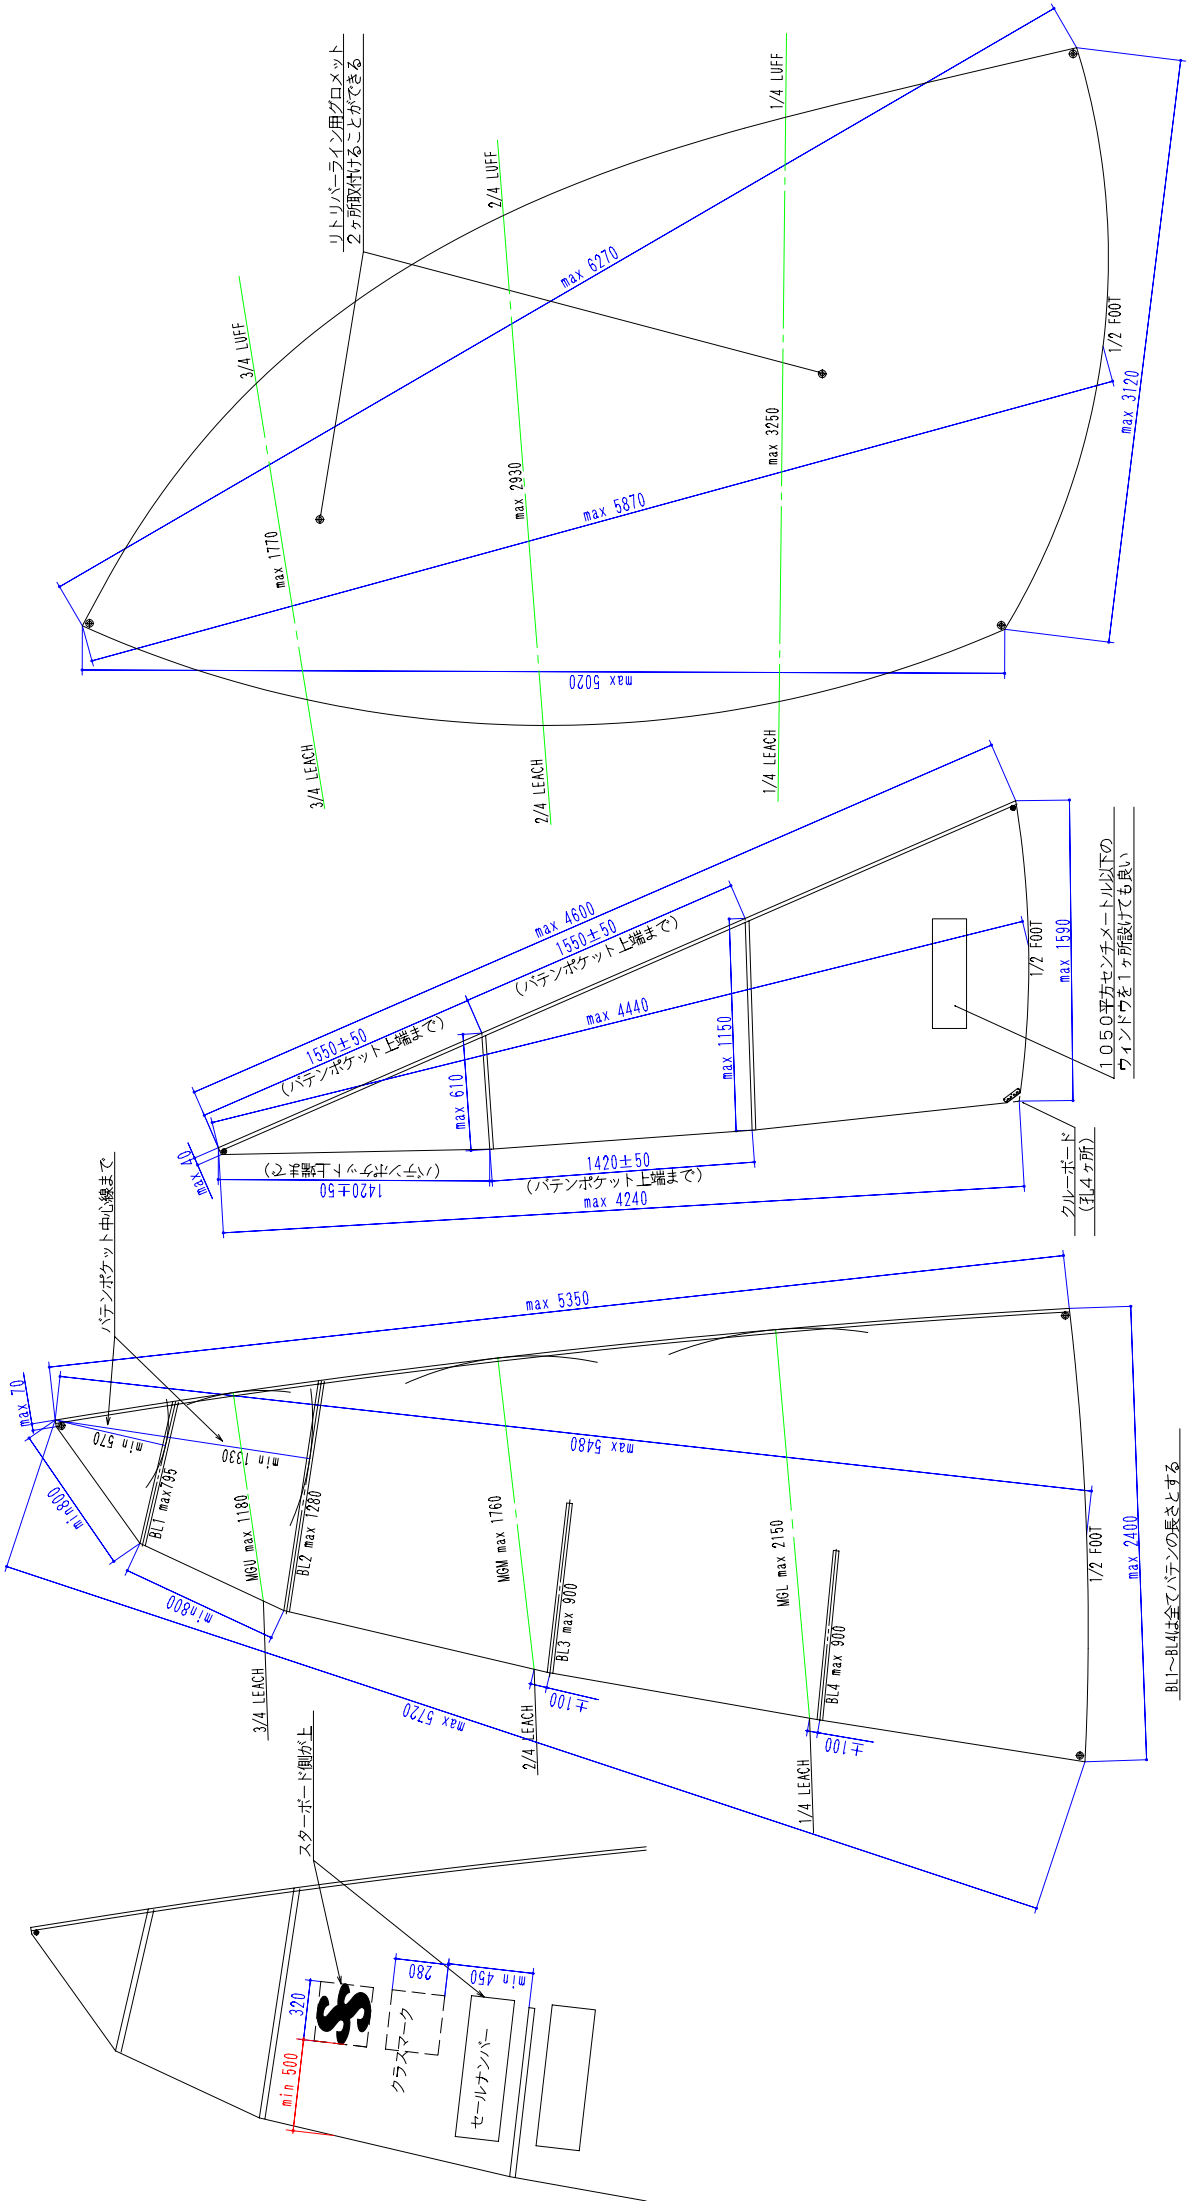 リトリバーライン用グロメット
2ヶ所取付けることができる
3/4 LUFF
2/4 LUFF
1/4 LUFF
max 6270
max 1770
max 2930
max 3250
max 5870
max 5020
1/2 FOOT
max 3120
3/4 LEACH
2/4 LEACH
1/4 LEACH
max 4600
1550±50
(バテンポケット上端まで)
1550±50
(バテンポケット上端まで)
max 4440
max 610
max 1150
max 40
1420±50
(バテンポケット上端まで)
1420±50
(バテンポケット上端まで)
max 4240
1/2 FOOT
max 1590
1050平方センチメートル以下の
ウィンドウを1ヶ所設けても良い
クルーボード
(孔4ヶ所)
バテンポケット中心線まで
max 5350
max 70
min 570
min 1330
min800
min800
BL1 max795
MGU max 1180
BL2 max 1280
max 5480
MGM max 1760
BL3 max 900
MGL max 2150
BL4 max 900
±100
±100
3/4 LEACH
2/4 LEACH
1/4 LEACH
max 5720
1/2 FOOT
max 2400
BL1〜BL4は全てバテンの長さとする
スターボード側が上
min 500
320
280
min 450
クラスマーク
セールナンバー